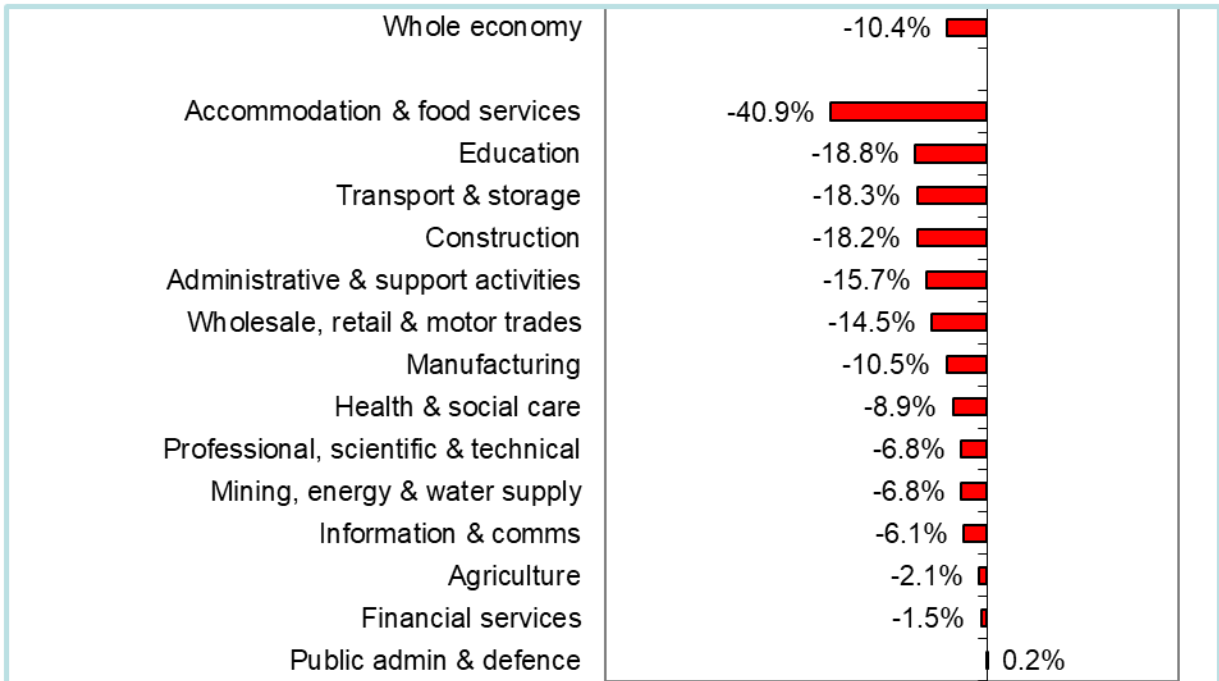 Whole economy -10.4%
Accommodation & food services -40.9%
Education -18.8%
Transport & storage -18.3%
Construction -18.2%
Administrative & support activities -15.7%
Wholesale, retail & motor trades -14.5%
Manufacturing -10.5%
Health & social care -8.9%
Professional, scientific & technical -6.8%
Mining, energy & water supply -6.8%
Information & comms -6.1%
Agriculture -2.1%
Financial services -1.5%
Public admin & defence 0.2%